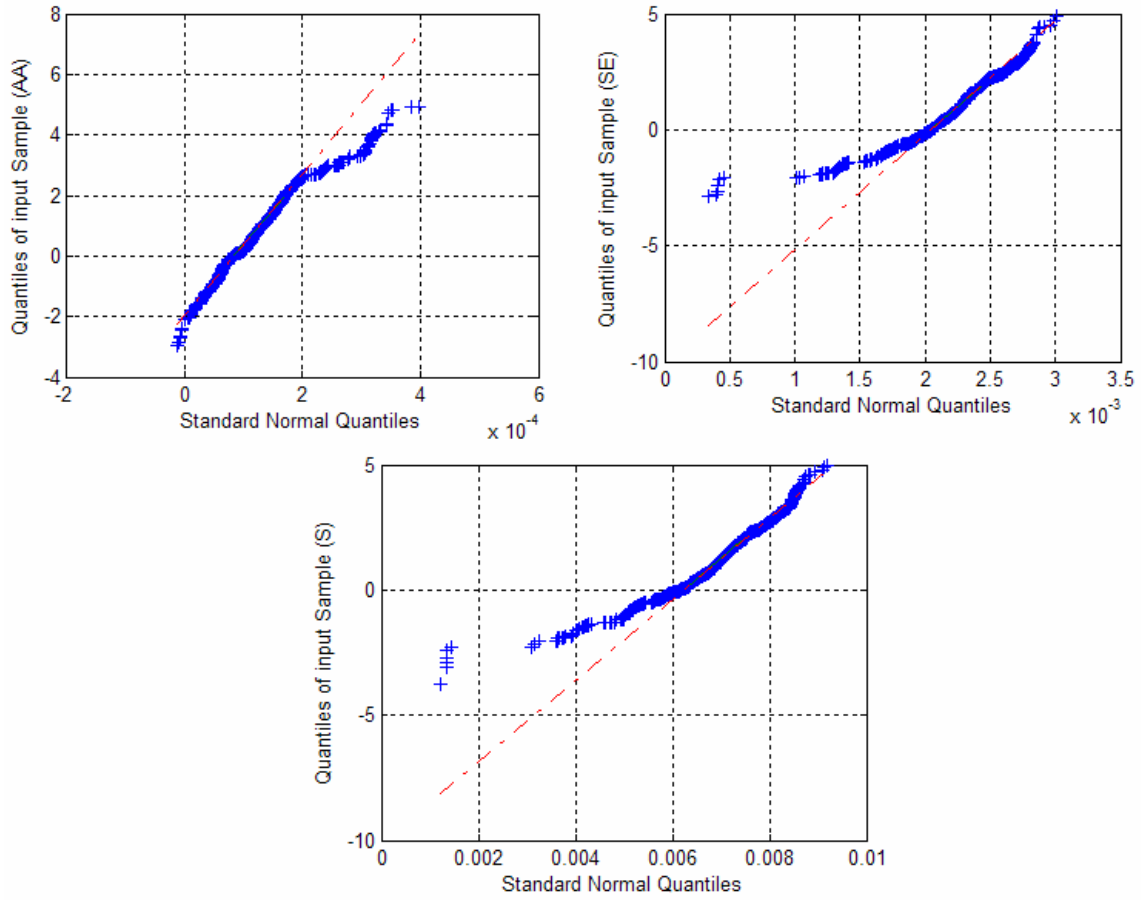 Quantiles of input Sample (AA)
8
6
4
2
0
-2
-4
-2 0 2 4 6
Standard Normal Quantiles
x 10-4
Quantiles of input Sample (SE)
5
0
-5
-10
0 0.5 1 1.5 2 2.5 3 3.5
Standard Normal Quantiles
x 10-3
Quantiles of input Sample (S)
5
0
-5
-10
0 0.002 0.004 0.006 0.008 0.01
Standard Normal Quantiles